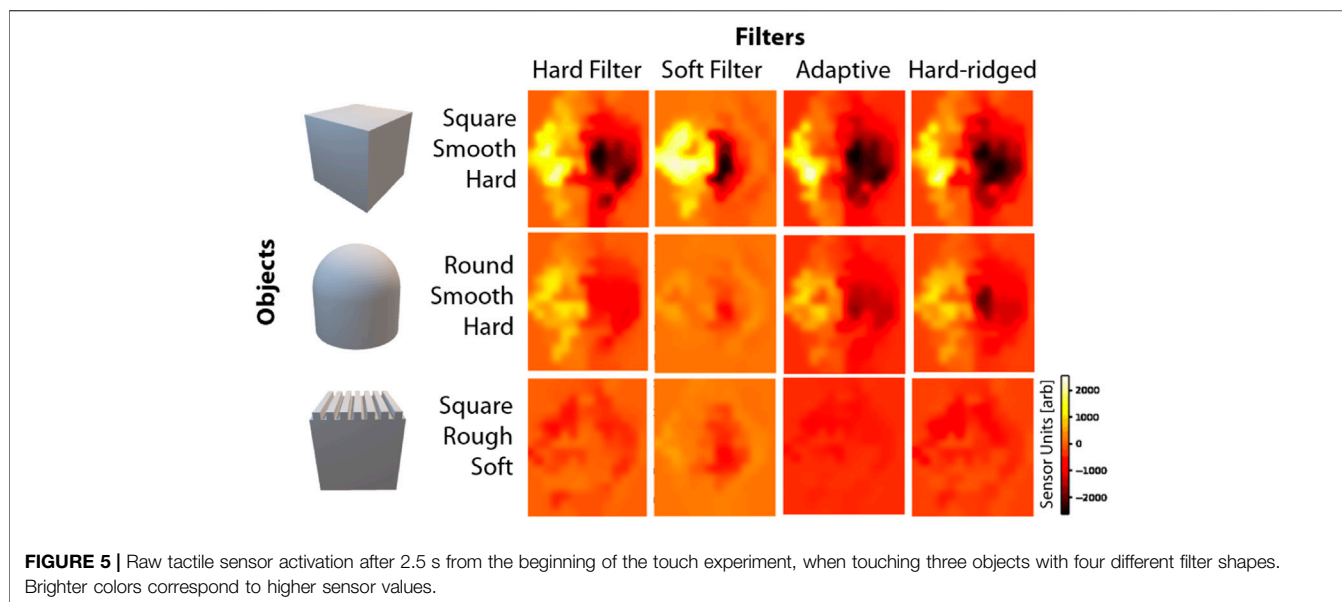 Filters
Hard Filter Soft Filter Adaptive Hard-ridged
Objects
Square
Smooth
Hard
Round
Smooth
Hard
Square
Rough
Soft
Sensor Units [arb]
2000
1000
0
−1000
−2000
FIGURE 5 | Raw tactile sensor activation after 2.5 s from the beginning of the touch experiment, when touching three objects with four different filter shapes.
Brighter colors correspond to higher sensor values.